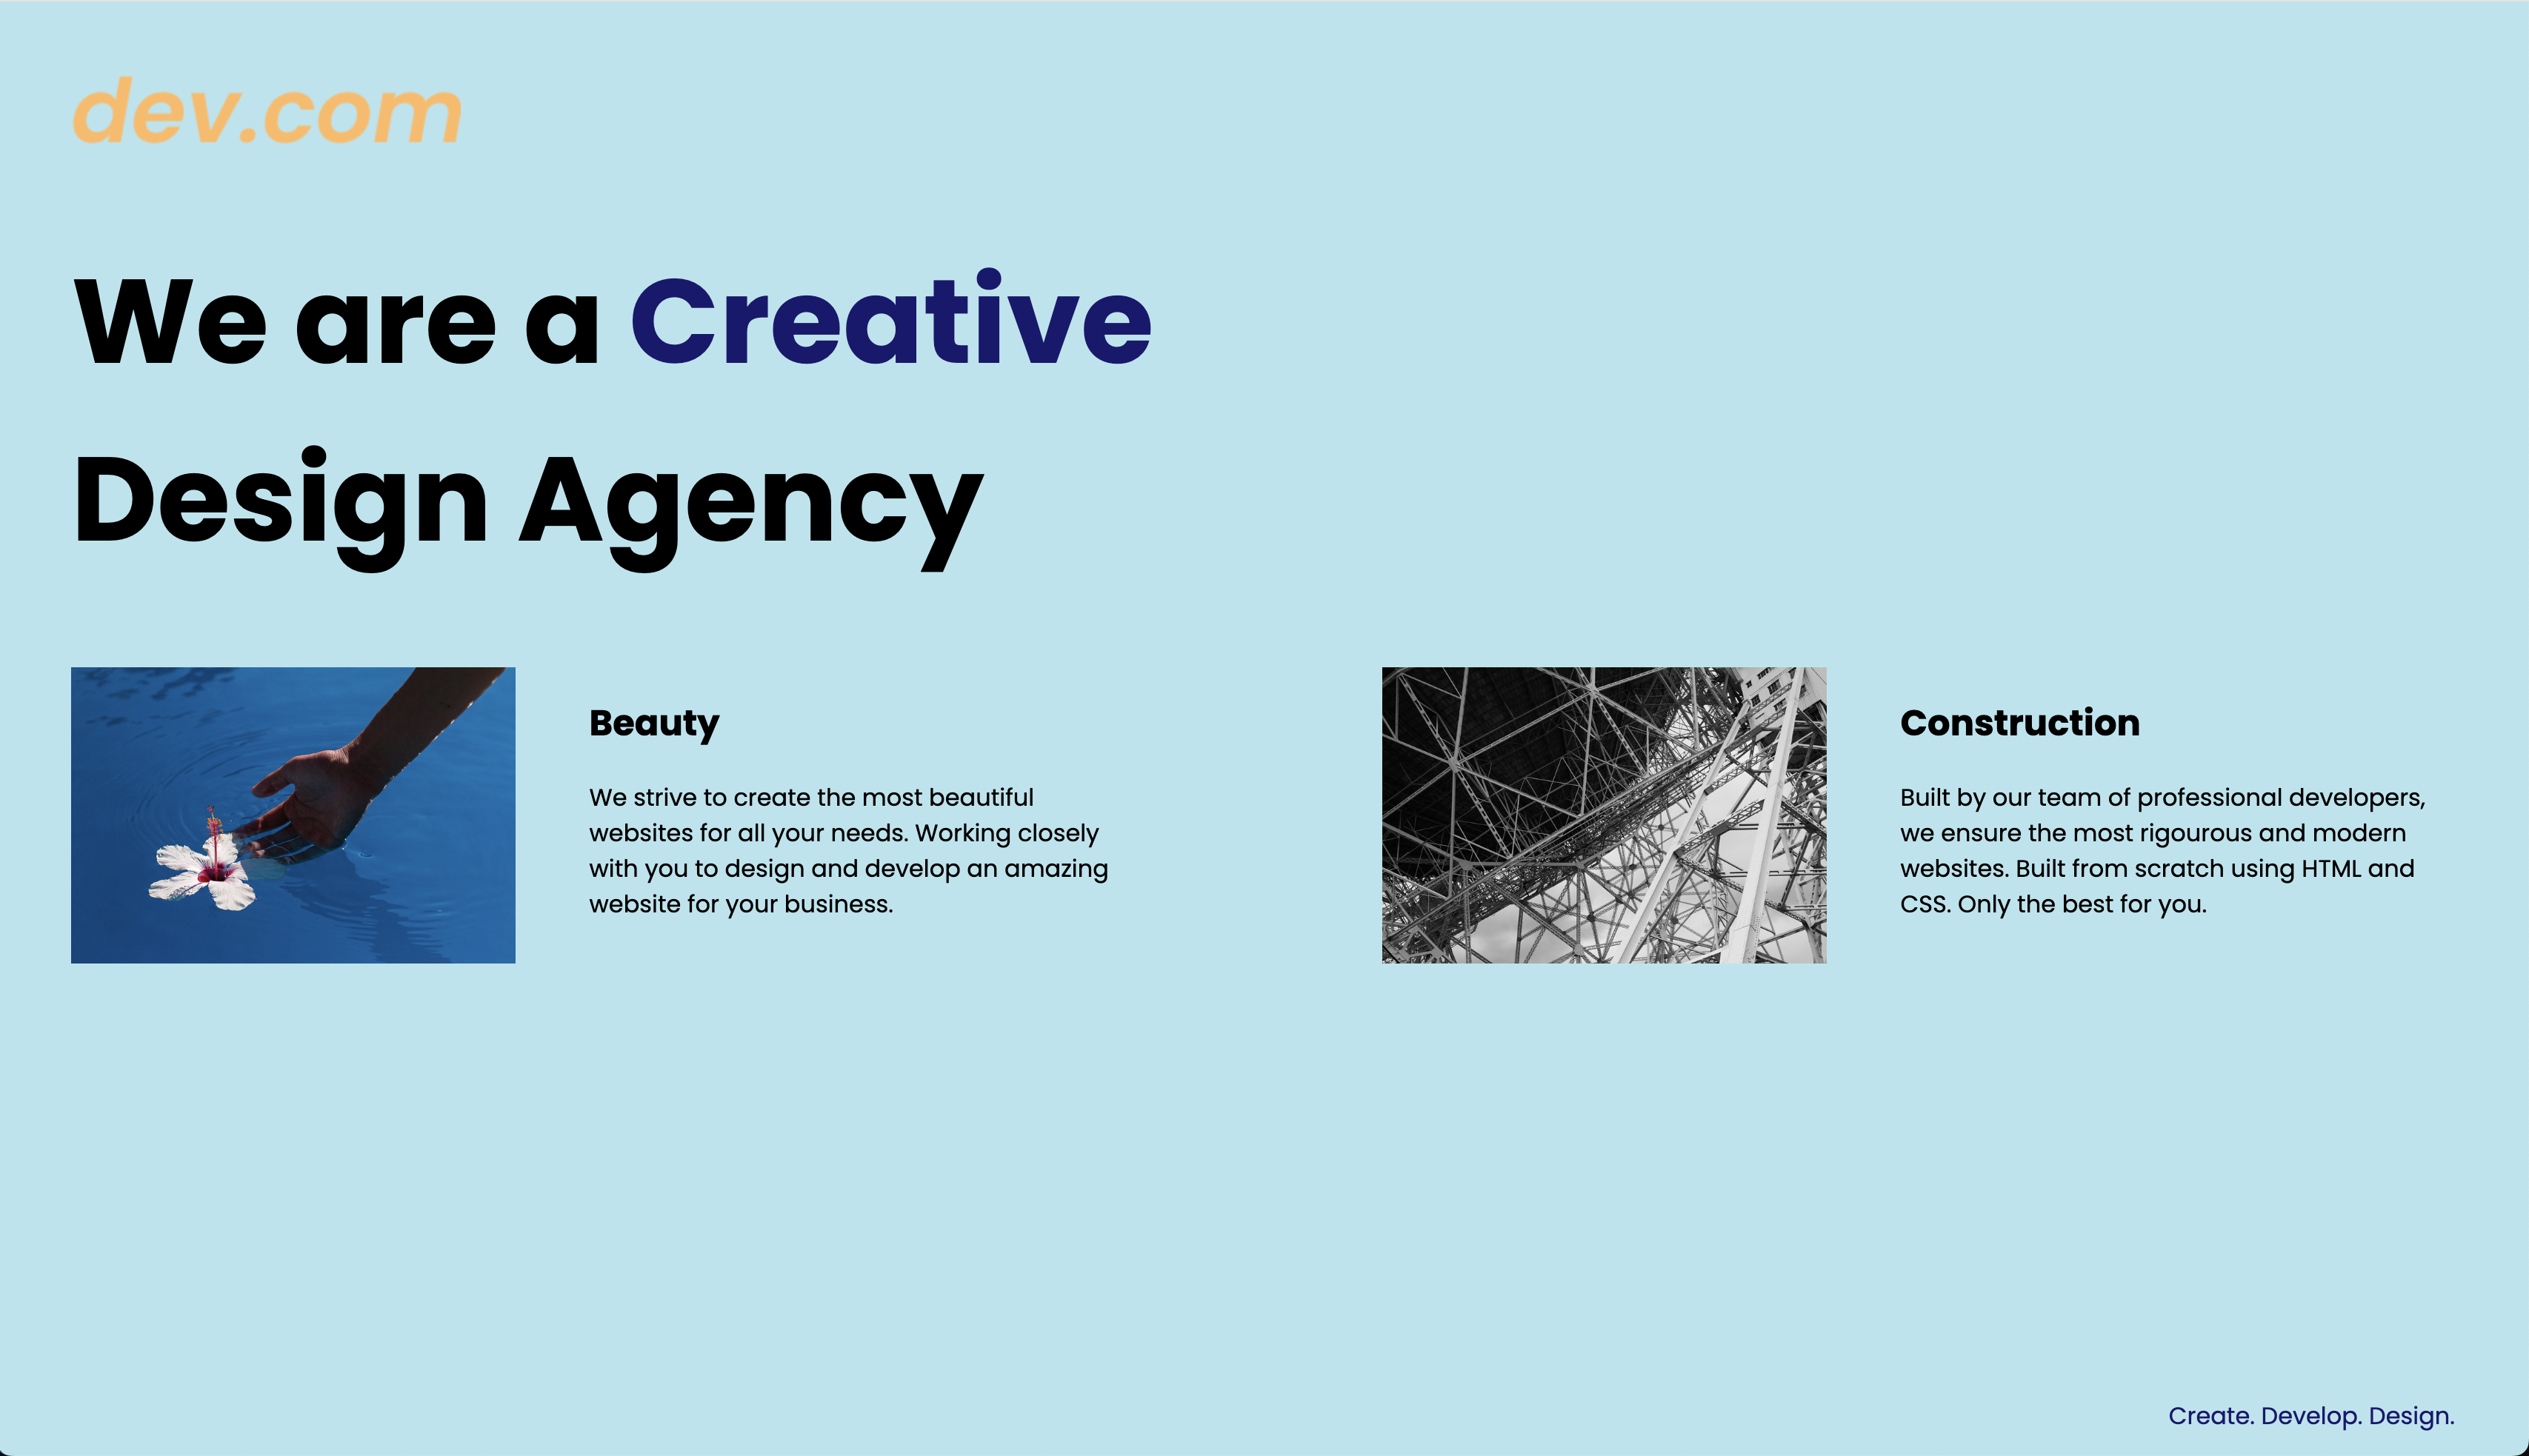 dev.com
We are a Creative
Design Agency
Beauty
We strive to create the most beautiful
websites for all your needs. Working closely
with you to design and develop an amazing
website for your business.
Construction
Built by our team of professional developers,
we ensure the most rigourous and modern
websites. Built from scratch using HTML and
CSS. Only the best for you.
Create. Develop. Design.